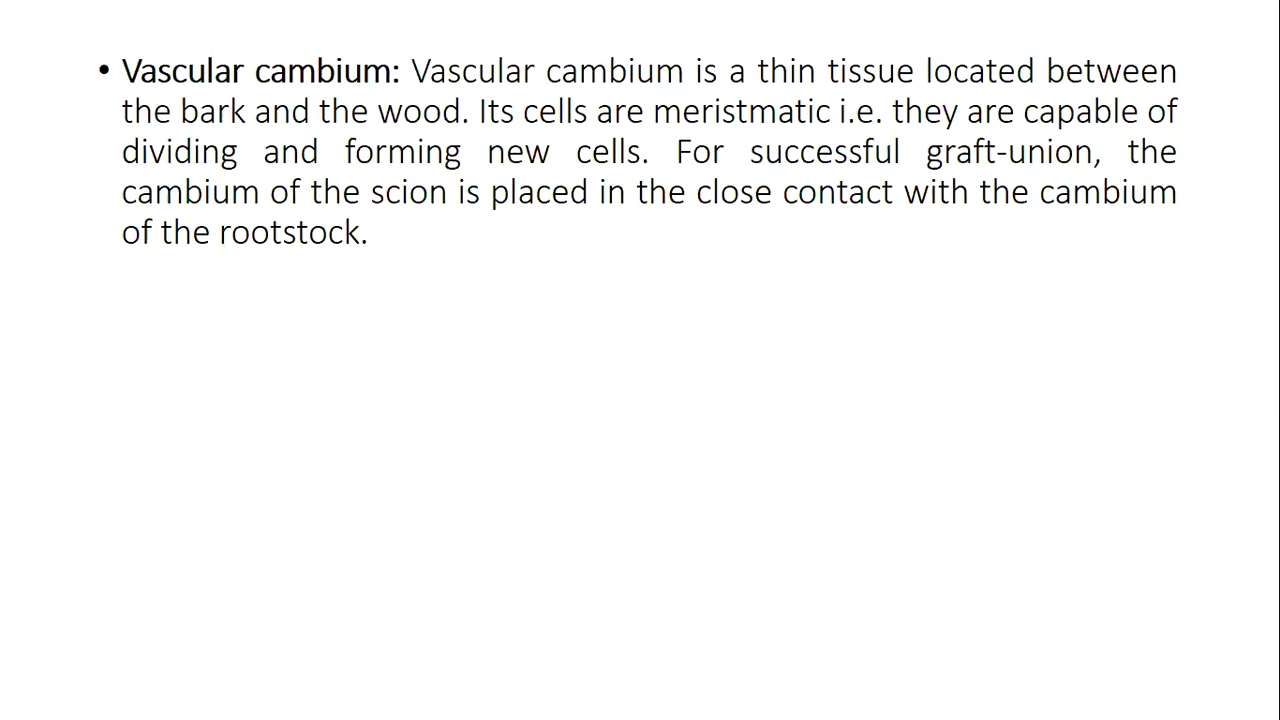 • Vascular cambium: Vascular cambium is a thin tissue located between
the bark and the wood. Its cells are meristmatic i.e. they are capable of
dividing and forming new cells. For successful graft-union, the
cambium of the scion is placed in the close contact with the cambium
of the rootstock.